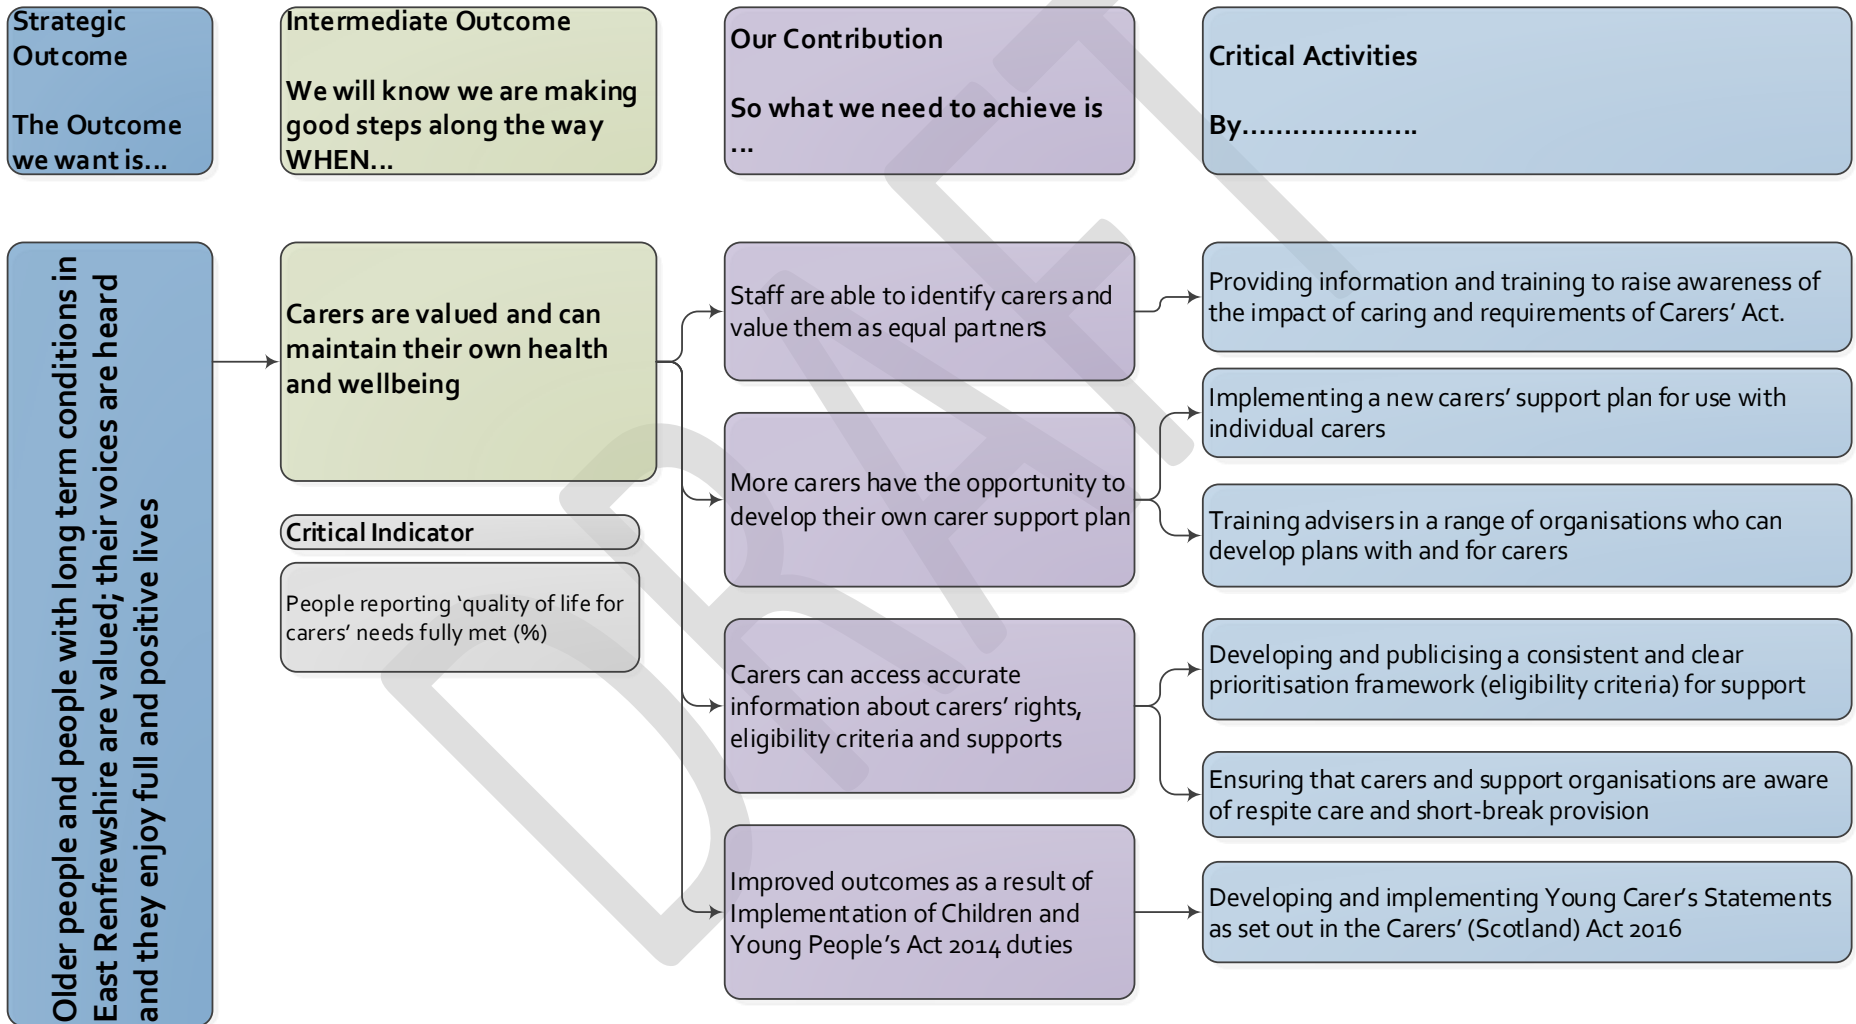 Strategic
Outcome
The Outcome
we want is...
Intermediate Outcome
We will know we are making
good steps along the way
WHEN...
Our Contribution
So what we need to achieve is
...
Critical Activities
By.....................
Older people and people with long term conditions in
East Renfrewshire are valued; their voices are heard
and they enjoy full and positive lives
Carers are valued and can
maintain their own health
and wellbeing
Critical Indicator
People reporting ‘quality of life for
carers’ needs fully met (%)
Staff are able to identify carers and
value them as equal partners
More carers have the opportunity to
develop their own carer support plan
Carers can access accurate
information about carers’ rights,
eligibility criteria and supports
Improved outcomes as a result of
Implementation of Children and
Young People’s Act 2014 duties
Providing information and training to raise awareness of
the impact of caring and requirements of Carers’ Act.
Implementing a new carers’ support plan for use with
individual carers
Training advisers in a range of organisations who can
develop plans with and for carers
Developing and publicising a consistent and clear
prioritisation framework (eligibility criteria) for support
Ensuring that carers and support organisations are aware
of respite care and short-break provision
Developing and implementing Young Carer’s Statements
as set out in the Carers’ (Scotland) Act 2016
DRAFT